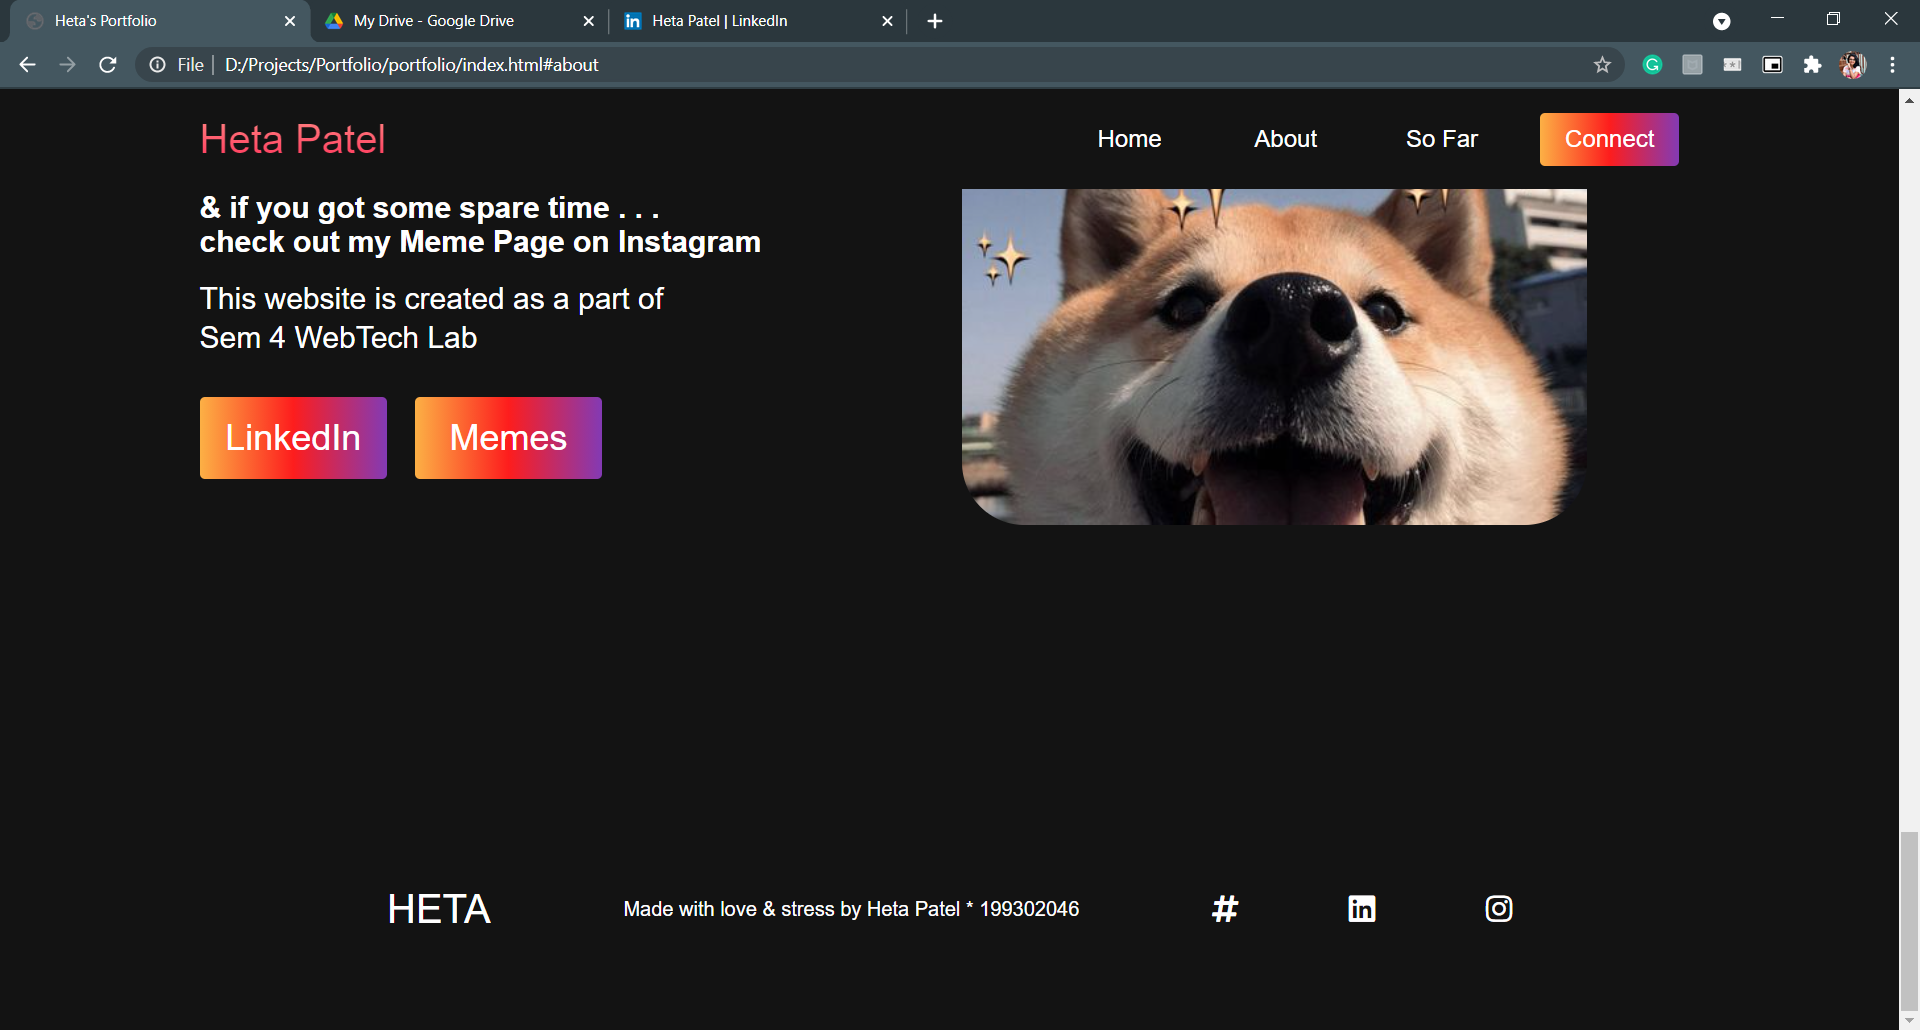 Heta's Portfolio
My Drive - Google Drive
Heta Patel | LinkedIn
File
D:/Projects/Portfolio/portfolio/index.html#about
Heta Patel
Home
About
So Far
Connect
& if you got some spare time . . .
check out my Meme Page on Instagram
This website is created as a part of
Sem 4 WebTech Lab
LinkedIn
Memes
HETA
Made with love & stress by Heta Patel * 199302046
#
in